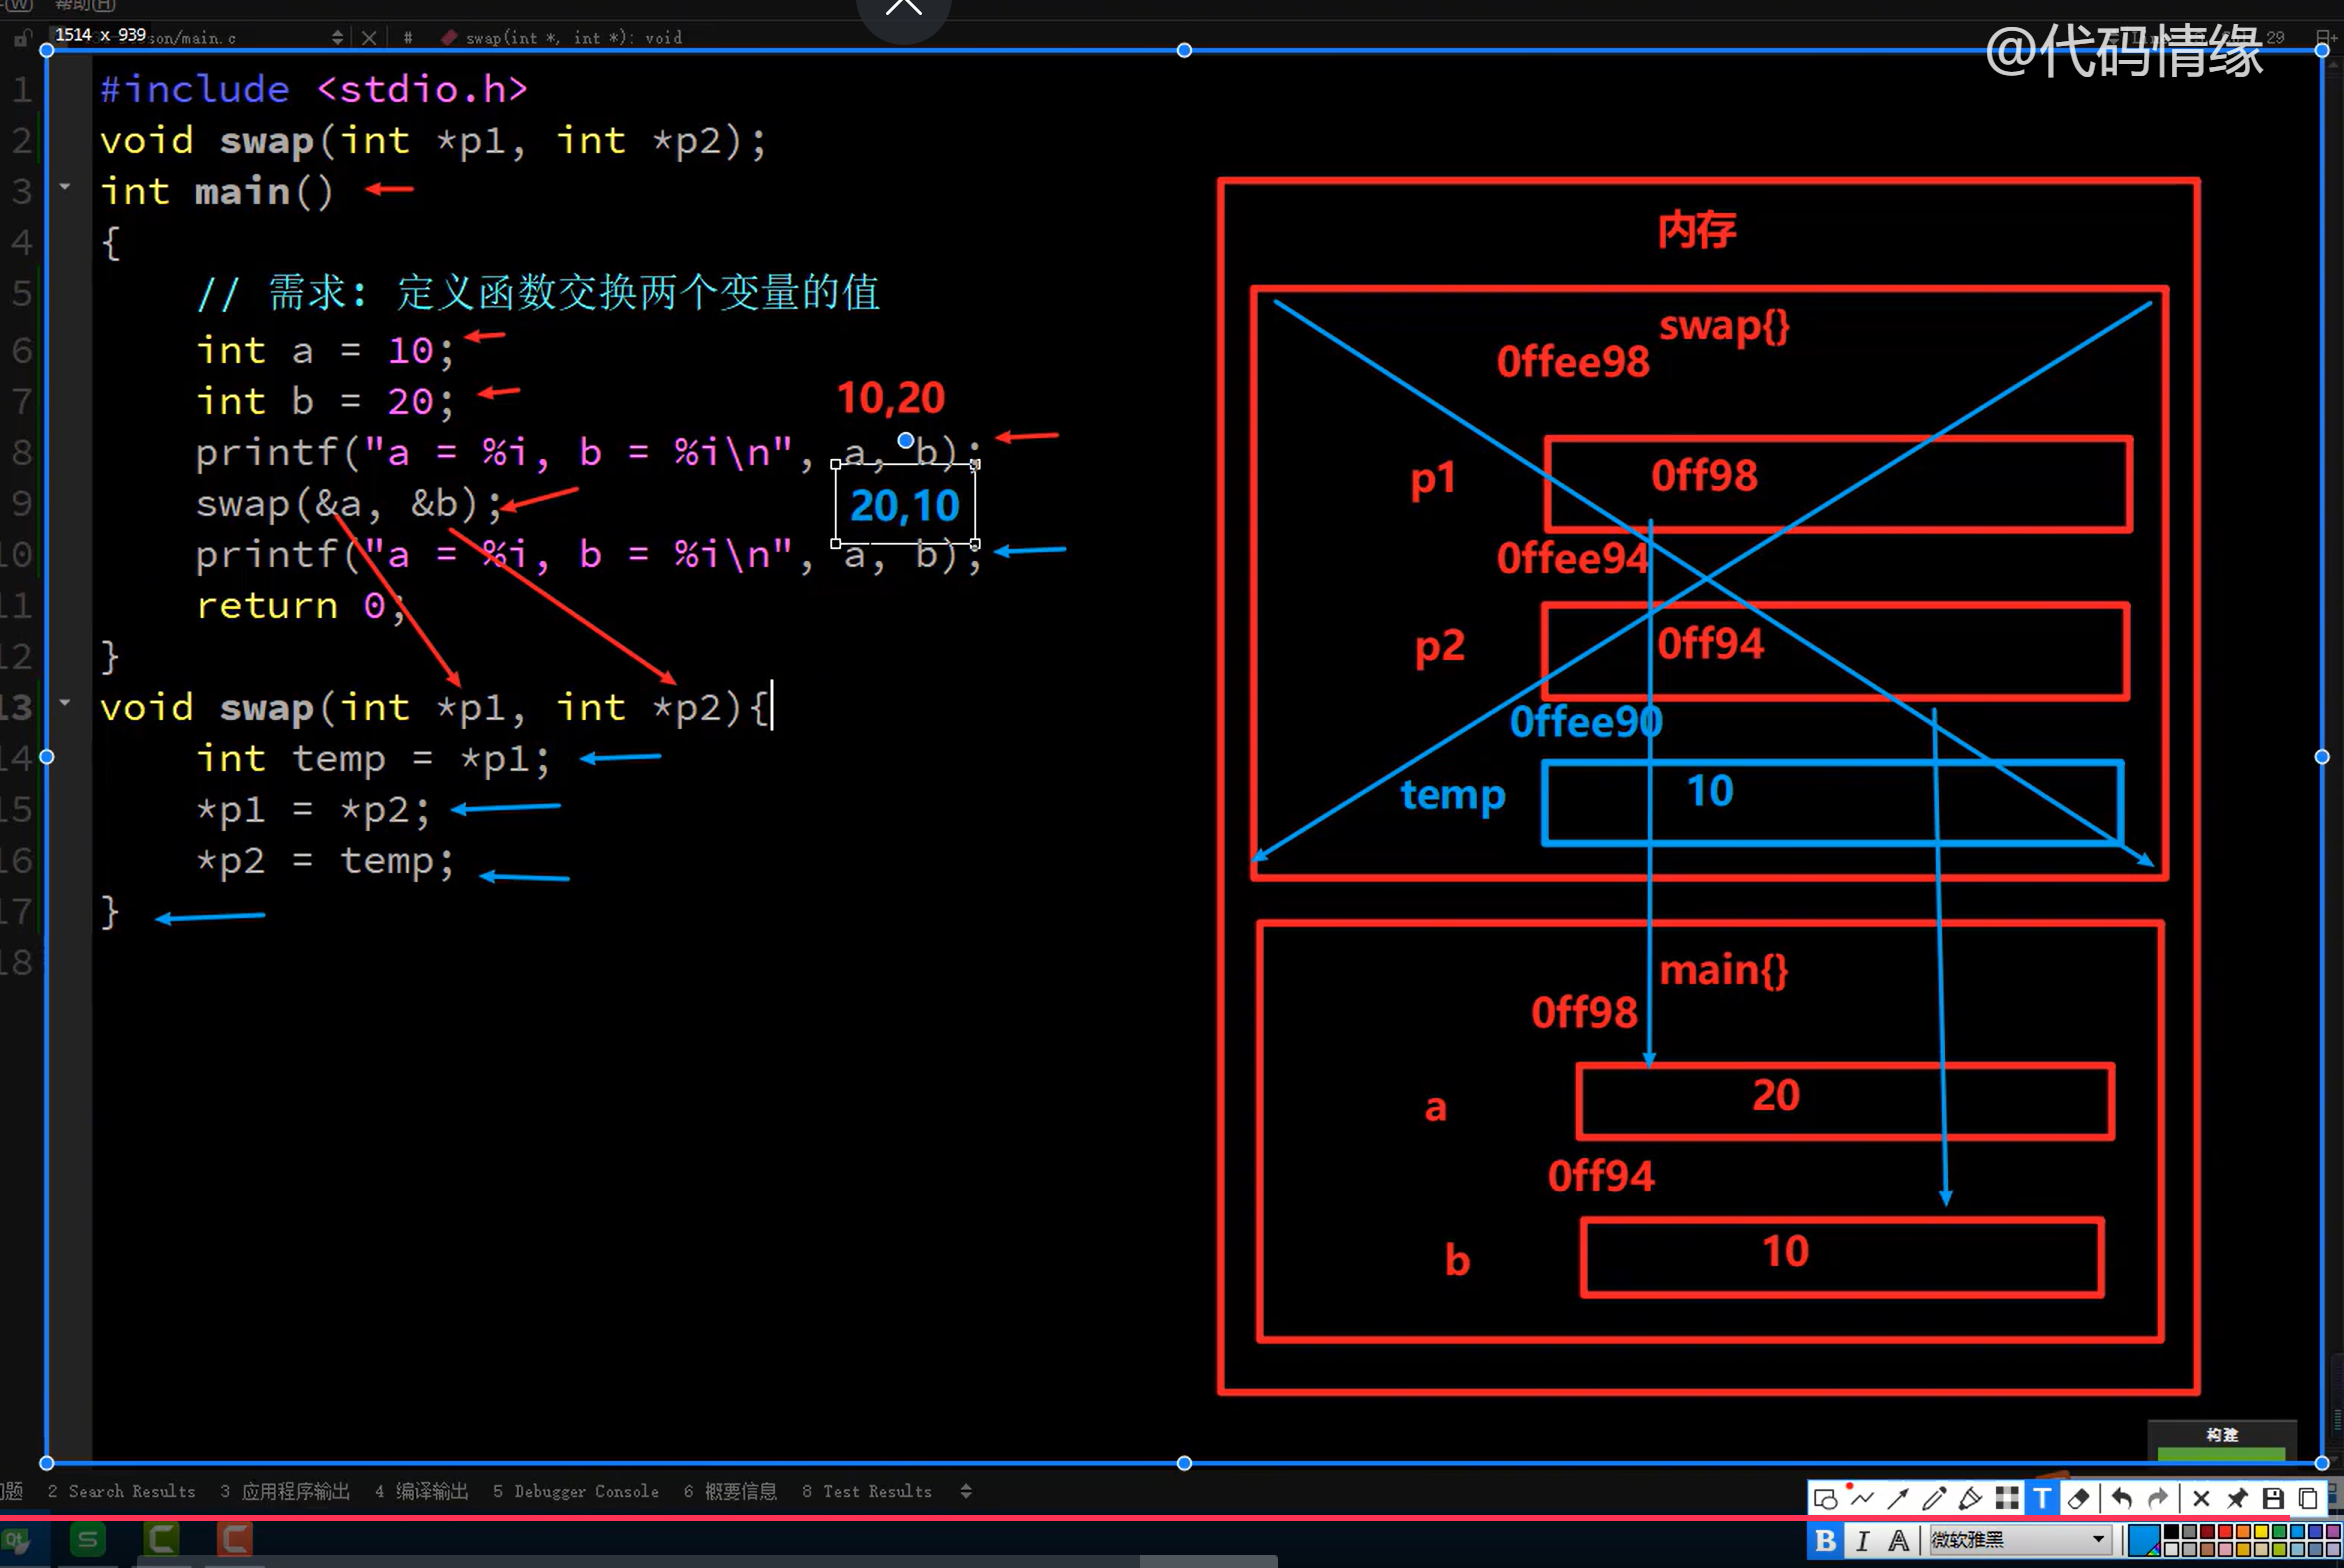 帮助(H)
1514 x 939
son/main.c
#
swap(int *, int *): void
@代码情缘
1 #include <stdio.h>
2 void swap(int *p1, int *p2);
3 int main()
4 {
5 // 需求: 定义函数交换两个变量的值
6 int a = 10;
7 int b = 20;
10,20
8 printf("a = %i, b = %i\n", a, b);
9 swap(&a, &b);
20,10
10 printf("a = %i, b = %i\n", a, b);
11 return 0;
12 }
13 void swap(int *p1, int *p2){
14 int temp = *p1;
15 *p1 = *p2;
16 *p2 = temp;
17 }
18
内存
swap{}
0ffee98
p1 0ff98
0ffee94
p2 0ff94
0ffee90
temp 10
main{}
0ff98
a 20
0ff94
b 10
构建
2 Search Results 3 应用程序输出 4 编译输出 5 Debugger Console 6 概要信息 8 Test Results
T
Qt S C C
B I A 微软雅黑